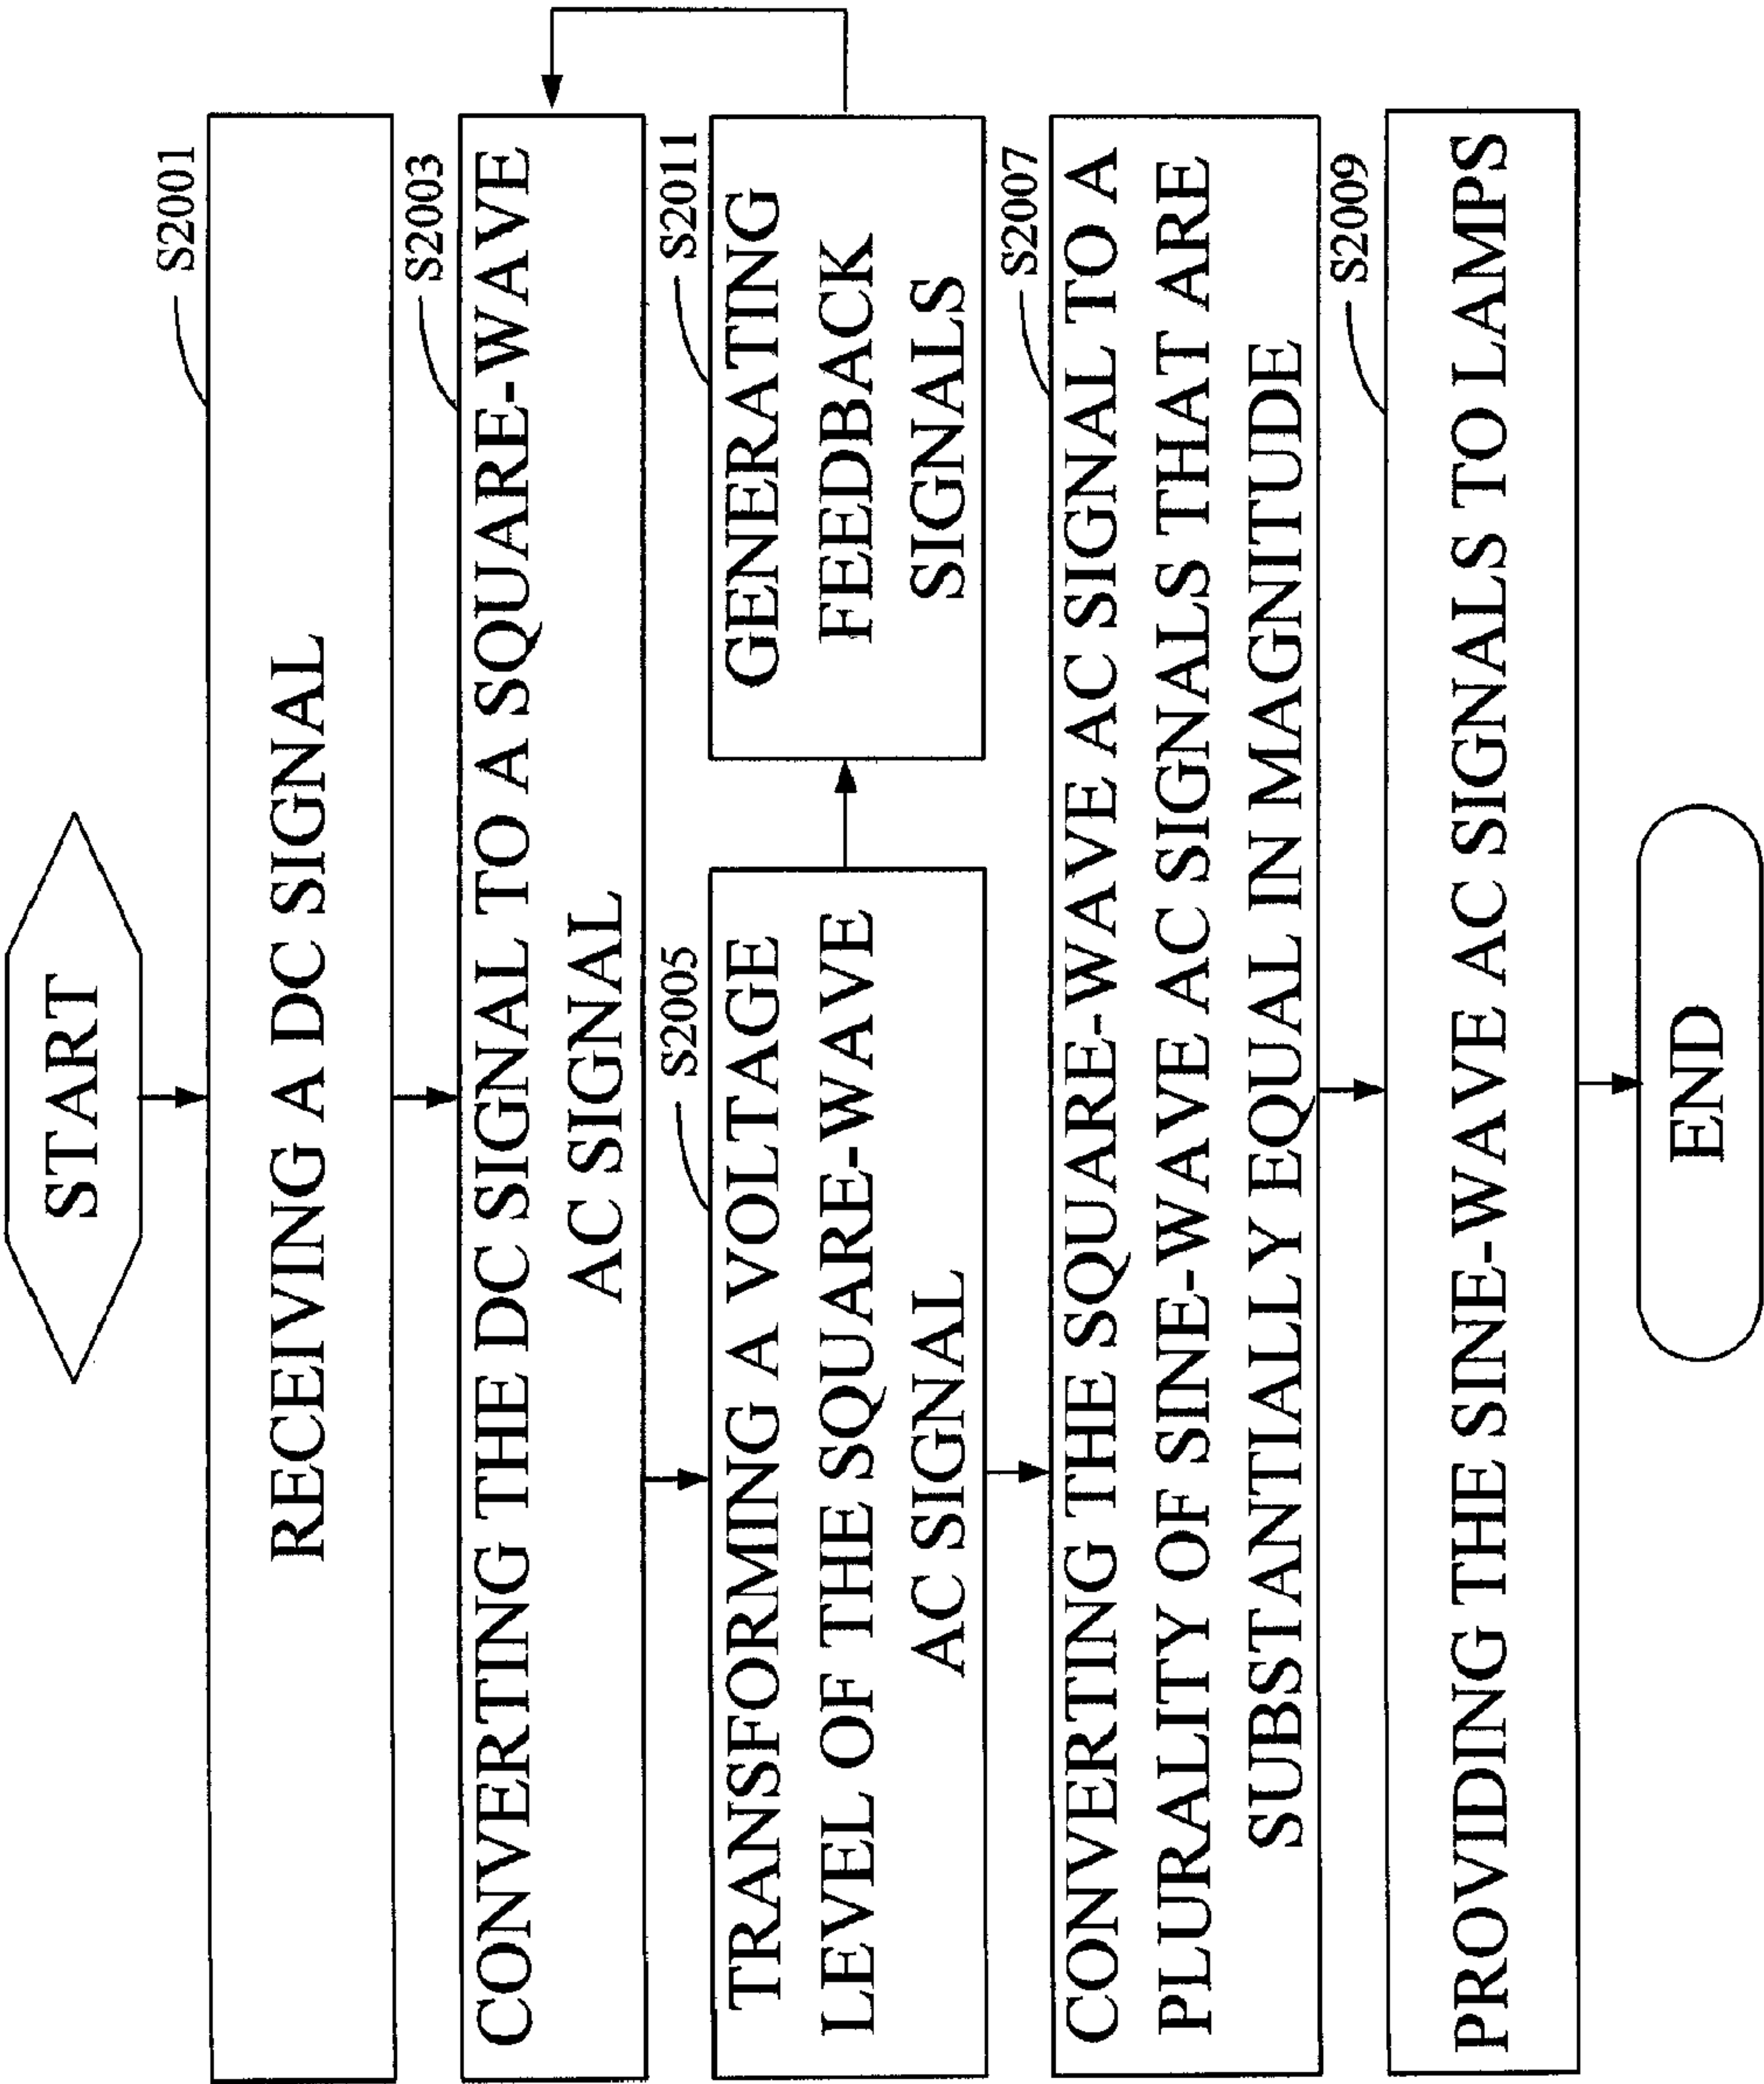 START
S2001
RECEIVING A DC SIGNAL
S2003
CONVERTING THE DC SIGNAL TO A SQUARE-WAVE
AC SIGNAL
S2005
TRANSFORMING A VOLTAGE
LEVEL OF THE SQUARE-WAVE
AC SIGNAL
S2011
GENERATING
FEEDBACK
SIGNALS
S2007
CONVERTING THE SQUARE-WAVE AC SIGNAL TO A
PLURALITY OF SINE-WAVE AC SIGNALS THAT ARE
SUBSTANTIALLY EQUAL IN MAGNITUDE
S2009
PROVIDING THE SINE-WAVE AC SIGNALS TO LAMPS
END